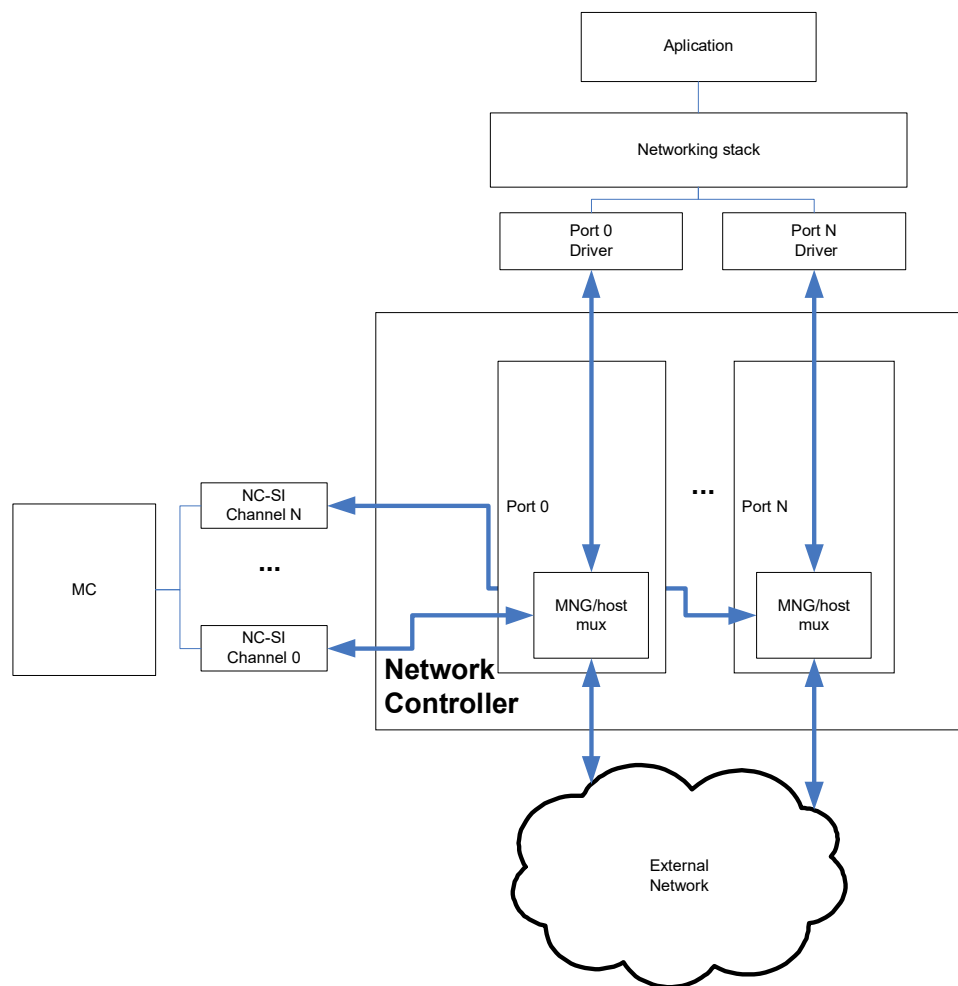 Aplication
Networking stack
Port 0
Driver
Port N
Driver
NC-SI
Channel N
Port 0
...
Port N
...
MC
MNG/host
mux
MNG/host
mux
NC-SI
Channel 0
Network
Controller
External
Network